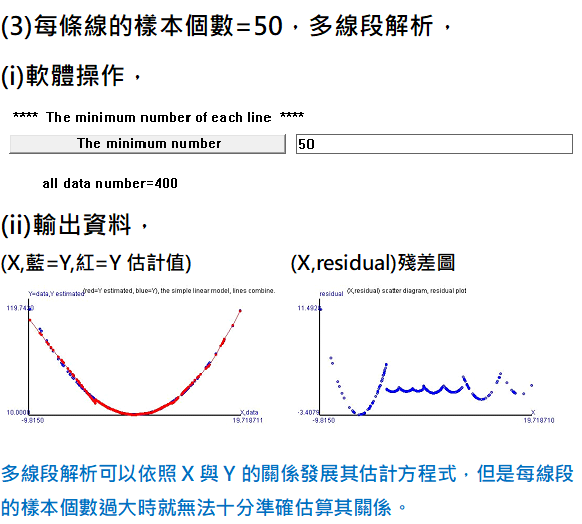 (3)每條線的樣本個數=50，多線段解析，
(i)軟體操作，
**** The minimum number of each line ****
The minimum number 50
all data number=400
(ii)輸出資料，
(X,藍=Y,紅=Y 估計值) (X,residual)殘差圖
Y=data,Y estimated(red=Y estimated, blue=Y), the simple linear model, lines combine.
119.7430
10.0000
-9.8150 19.718711
X,data
residual (X,residual) scatter diagram, residual plot
11.4928
-3.4079
-9.8150 19.718710
X
多線段解析可以依照 X 與 Y 的關係發展其估計方程式，但是每線段
的樣本個數過大時就無法十分準確估算其關係。